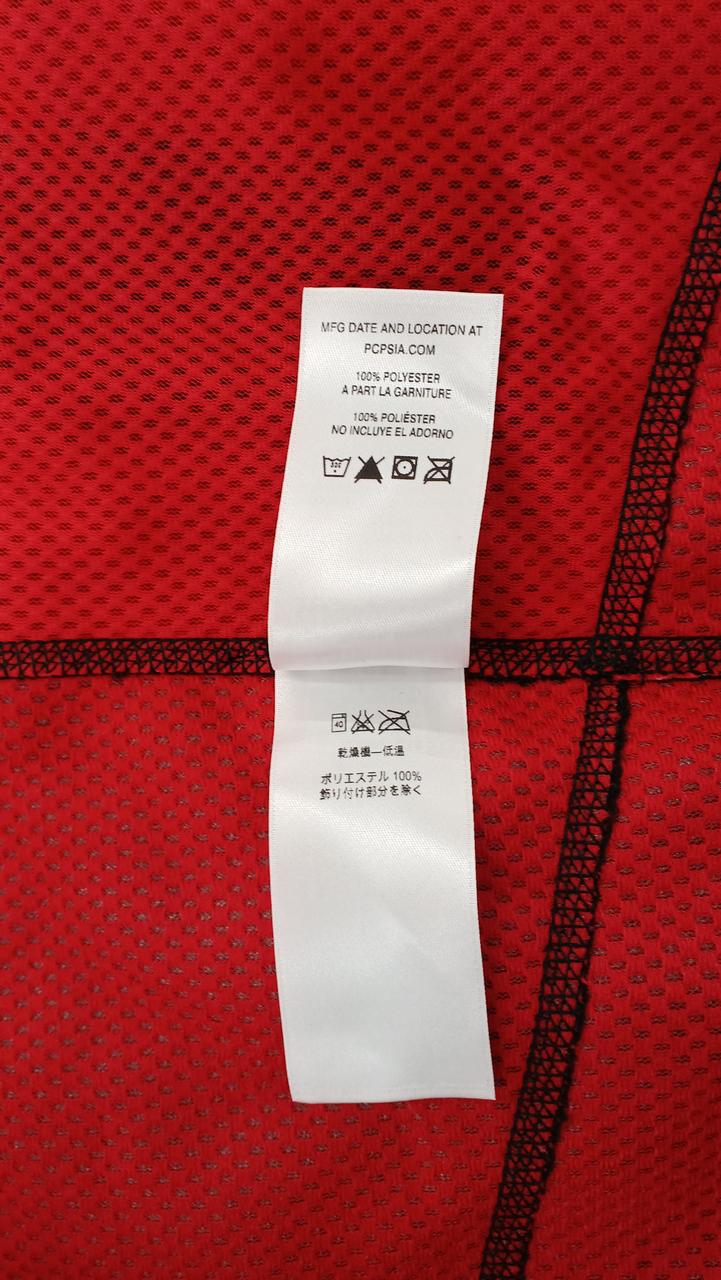 MFG DATE AND LOCATION AT
PCPSIA.COM
100% POLYESTER
A PART LA GARNITURE
100% POLIÉSTER
NO INCLUYE EL ADORNO
40
乾燥機—低温
ポリエステル 100%
飾り付け部分を除く